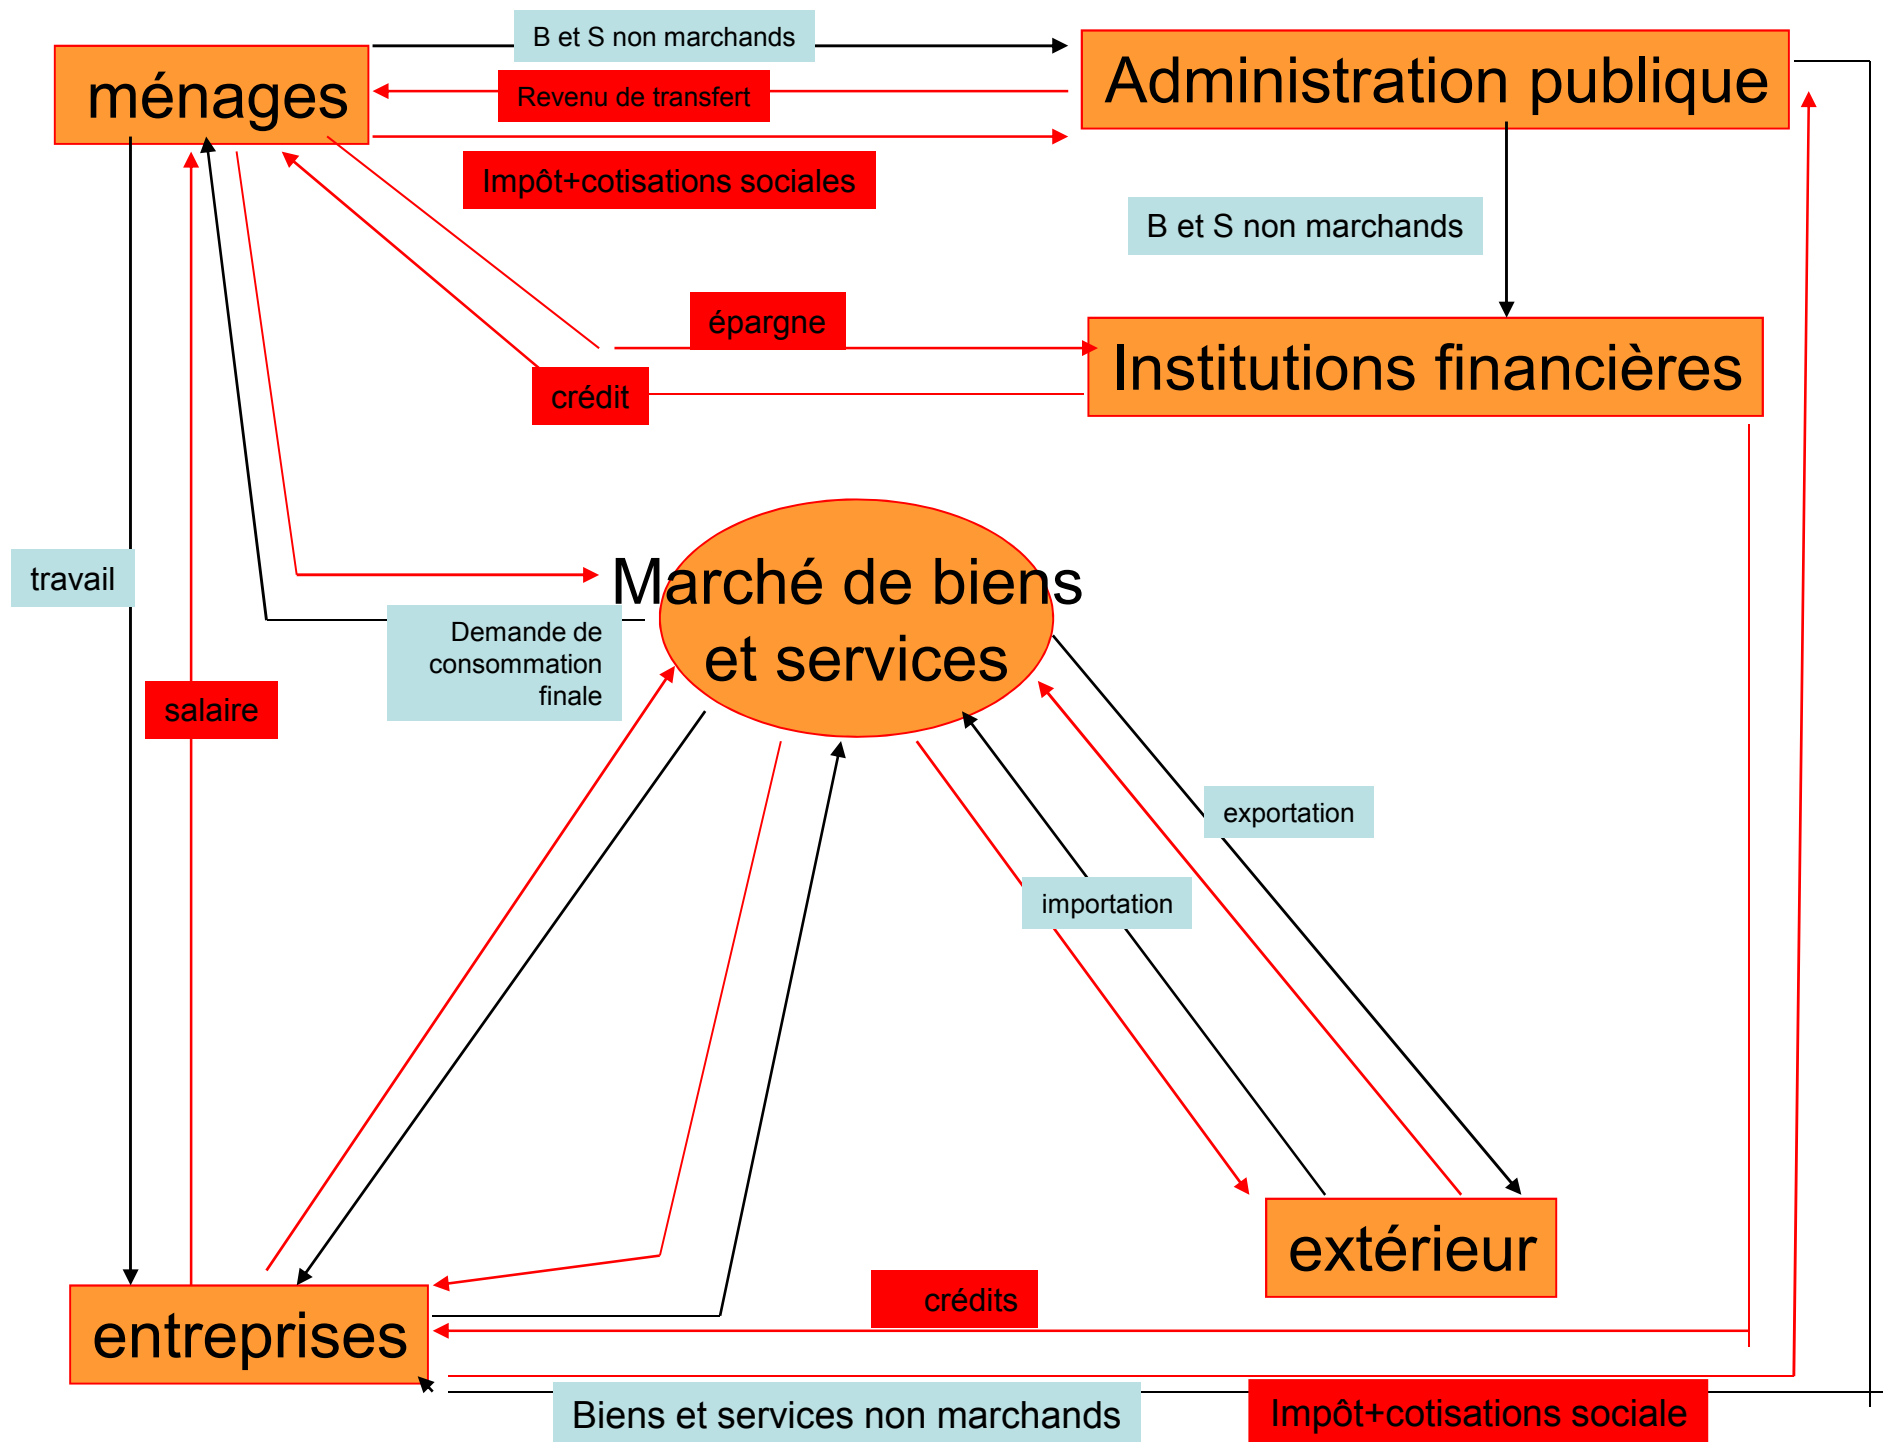 B et S non marchands
ménages
Administration publique
Revenu de transfert
Impôt+cotisations sociales
B et S non marchands
épargne
Institutions financières
crédit
travail
Marché de biens
et services
Demande de
consommation
finale
salaire
exportation
importation
extérieur
crédits
entreprises
Biens et services non marchands
Impôt+cotisations sociale